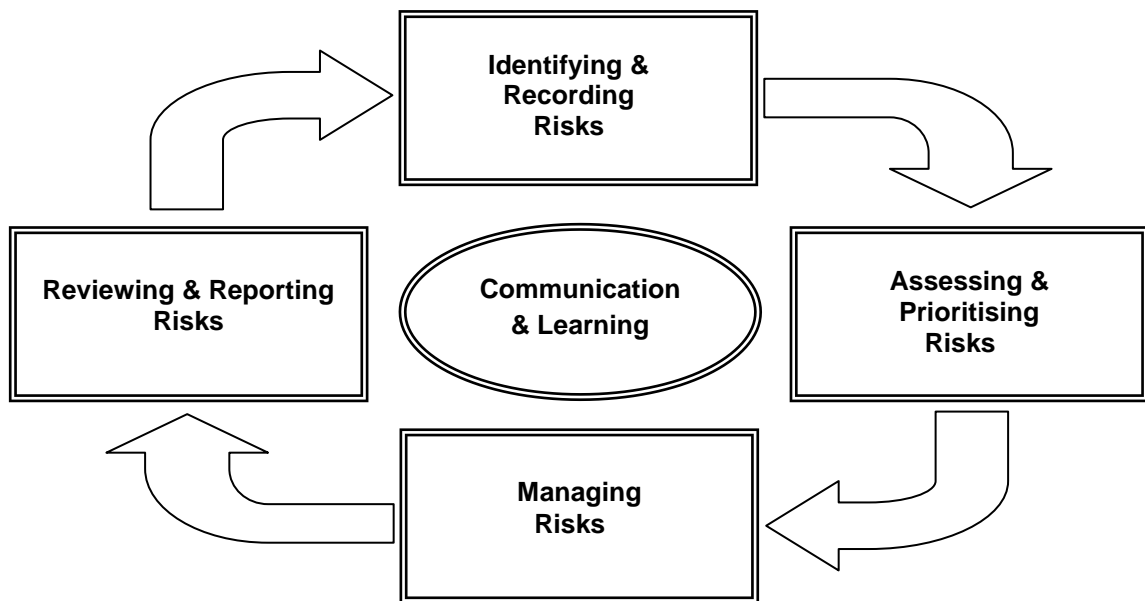 Identifying &
Recording
Risks
Reviewing & Reporting
Risks
Communication
& Learning
Assessing &
Prioritising
Risks
Managing
Risks